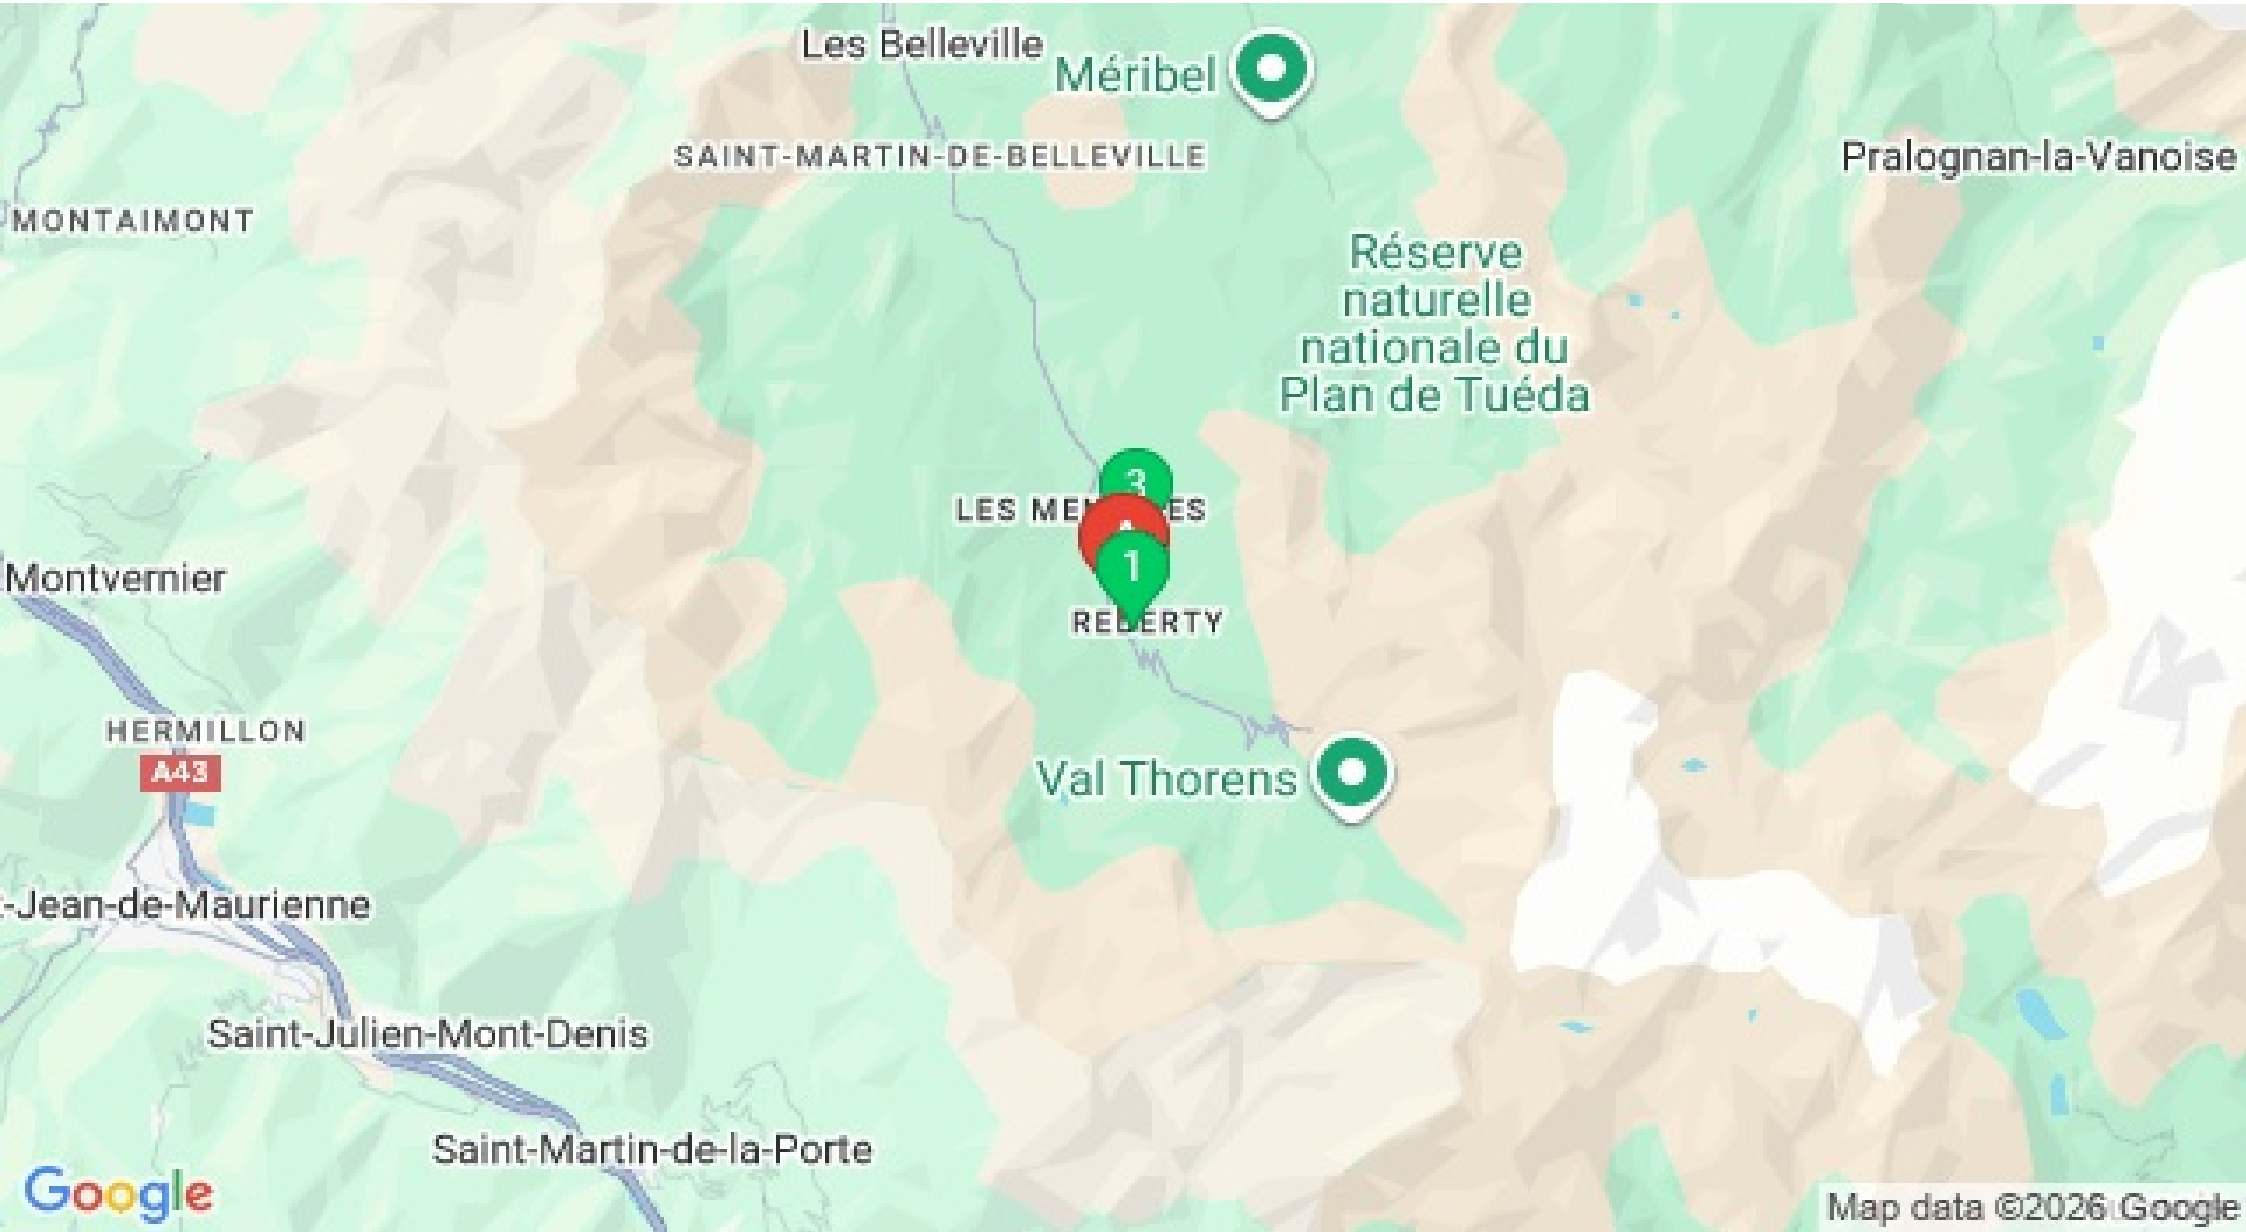 Les Belleville
Méribel
SAINT-MARTIN-DE-BELLEVILLE
Pralognan-la-Vanoise
MONTAIMONT
Réserve
naturelle
nationale du
Plan de Tuéda
3
LES
1
Montvernier
HERMILLON
A43
Val Thorens
-Jean-de-Maurienne
Saint-Julien-Mont-Denis
Saint-Martin-de-la-Porte
Google
Map data ©2026 Google